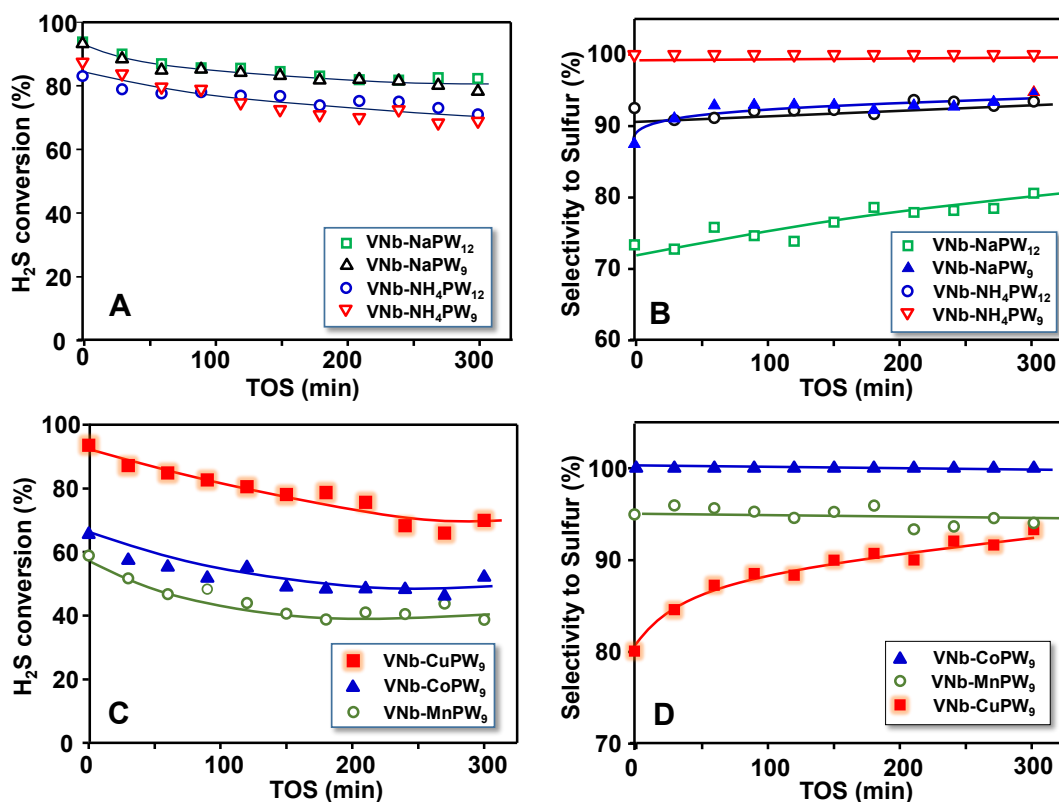 100
80
60
40
20
0
H₂S conversion (%)
VNb-NaPW₁₂
VNb-NaPW₉
VNb-NH₄PW₁₂
VNb-NH₄PW₉
A
0 100 200 300
TOS (min)
100
90
80
70
60
Selectivity to Sulfur (%)
VNb-NaPW₁₂
VNb-NaPW₉
VNb-NH₄PW₁₂
VNb-NH₄PW₉
B
0 100 200 300
TOS (min)
100
80
60
40
20
0
H₂S conversion (%)
VNb-CuPW₉
VNb-CoPW₉
VNb-MnPW₉
C
0 100 200 300
TOS (min)
100
90
80
70
Selectivity to Sulfur (%)
VNb-CoPW₉
VNb-MnPW₉
VNb-CuPW₉
D
0 100 200 300
TOS (min)